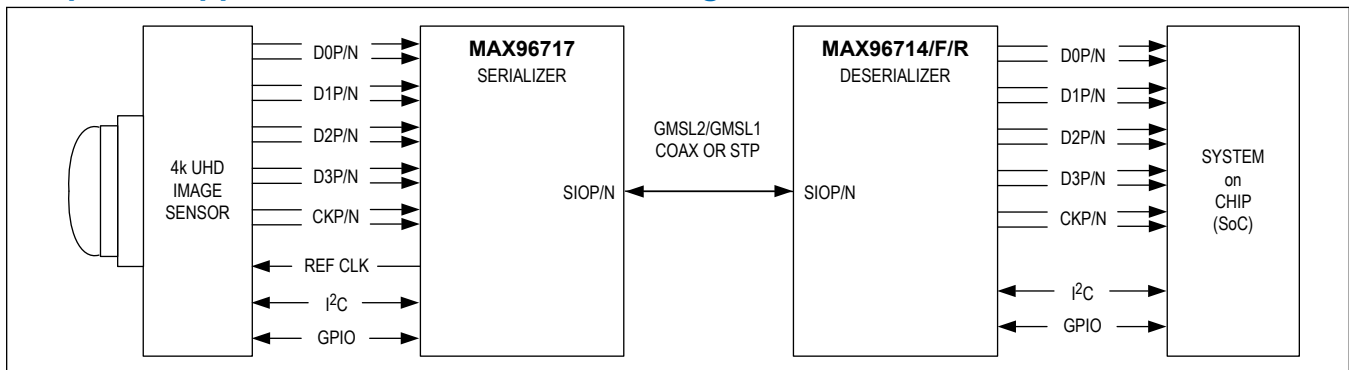 4k UHD
IMAGE
SENSOR
D0P/N
D1P/N
D2P/N
D3P/N
CKP/N
REF CLK
I2C
GPIO
MAX96717
SERIALIZER
SIOP/N
GMSL2/GMSL1
COAX OR STP
MAX96714/F/R
DESERIALIZER
SIOP/N
D0P/N
D1P/N
D2P/N
D3P/N
CKP/N
I2C
GPIO
SYSTEM
on
CHIP
(SoC)